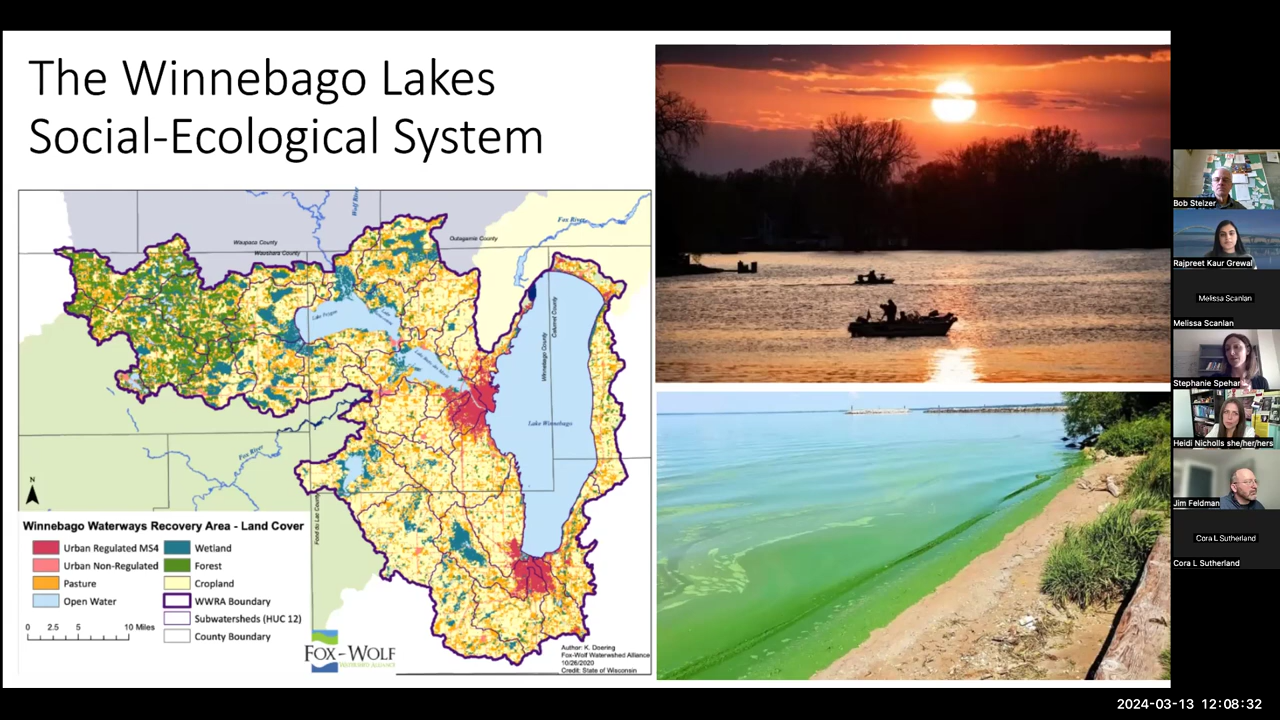 The Winnebago Lakes
Social-Ecological System
Wolf River
Fox River
Waupaca County
Waushara County
Outagamie County
Lake Poygan
Winnebago County
Calumet County
Lake Winnebago
Fox River
Fond du Lac County
N
Winnebago Waterways Recovery Area - Land Cover
Urban Regulated MS4
Wetland
Urban Non-Regulated
Forest
Pasture
Cropland
Open Water
WWRA Boundary
Subwatersheds (HUC 12)
County Boundary
0 2.5 5 10 Miles
FOX-WOLF
WATERSHED ALLIANCE
Author: K. Doering
Fox-Wolf Watershed Alliance
10/26/2020
Credit: State of Wisconsin
Bob Stelzer
Rajpreet Kaur Grewal
Melissa Scanlan
Melissa Scanlan
Stephanie Spehar
Heidi Nicholls she/her/hers
Jim Feldman
Cora L Sutherland
Cora L Sutherland
2024-03-13 12:08:32